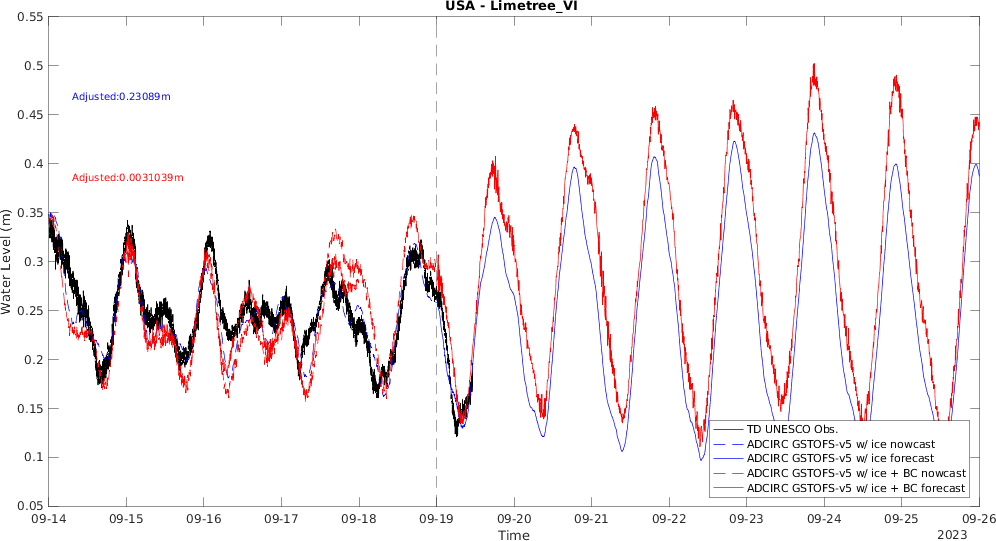 USA - Limetree_VI
0.55
0.5
0.45
0.4
0.35
0.3
0.25
0.2
0.15
0.1
0.05
Water Level (m)
Adjusted:0.23089m
Adjusted:0.0031039m
TD UNESCO Obs.
ADCIRC GSTOFS-v5 w/ ice nowcast
ADCIRC GSTOFS-v5 w/ ice forecast
ADCIRC GSTOFS-v5 w/ ice + BC nowcast
ADCIRC GSTOFS-v5 w/ ice + BC forecast
09-14 09-15 09-16 09-17 09-18 09-19 09-20 09-21 09-22 09-23 09-24 09-25 09-26
Time
2023